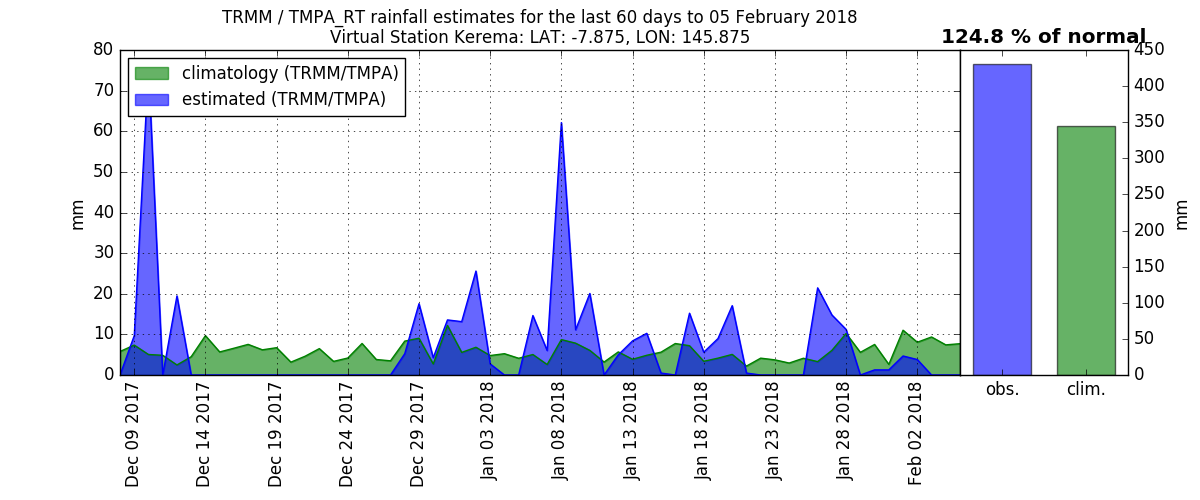 TRMM / TMPA_RT rainfall estimates for the last 60 days to 05 February 2018
Virtual Station Kerema: LAT: -7.875, LON: 145.875
124.8 % of normal
climatology (TRMM/TMPA)
estimated (TRMM/TMPA)
80
70
60
50
40
30
20
10
0
mm
Dec 09 2017
Dec 14 2017
Dec 19 2017
Dec 24 2017
Dec 29 2017
Jan 03 2018
Jan 08 2018
Jan 13 2018
Jan 18 2018
Jan 23 2018
Jan 28 2018
Feb 02 2018
450
400
350
300
250
200
150
100
50
0
mm
obs.
clim.